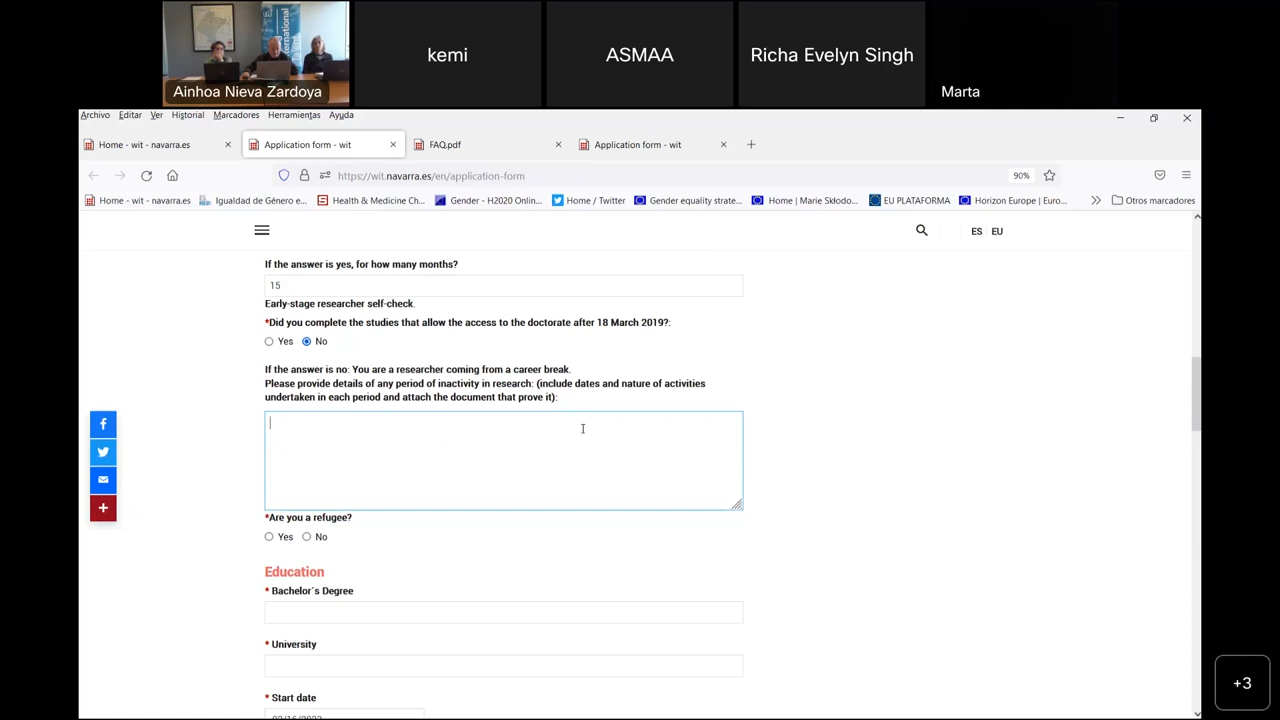 International
Ainhoa Nieva Zardoya
kemi
ASMAA
Richa Evelyn Singh
Marta
Archivo Editar Ver Historial Marcadores Herramientas Ayuda
Home - wit - navarra.es
Application form - wit
FAQ.pdf
Application form - wit
https://wit.navarra.es/en/application-form
90%
Home - wit - navarra.es
Igualdad de Género e...
Health & Medicine Ch...
Gender - H2020 Onlin...
Home / Twitter
Gender equality strate...
Home | Marie Skłodo...
EU PLATAFORMA
Horizon Europe | Euro...
Otros marcadores
ES EU
If the answer is yes, for how many months?
15
Early-stage researcher self-check.
*Did you complete the studies that allow the access to the doctorate after 18 March 2019?:
Yes No
If the answer is no: You are a researcher coming from a career break.
Please provide details of any period of inactivity in research: (include dates and nature of activities
undertaken in each period and attach the document that prove it):
*Are you a refugee?
Yes No
Education
* Bachelor´s Degree
* University
* Start date
+3